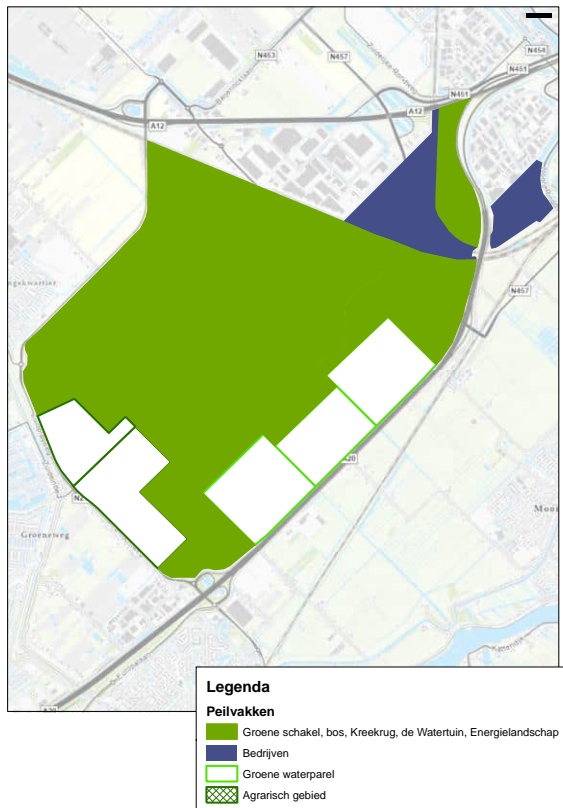 N453
N457
N454
N451
N451
A12
A12
N457
A20
Groeneweg
Moor
A20
Legenda
Peilvakken
Groene schakel, bos, Kreekrug, de Watertuin, Energielandschap
Bedrijven
Groene waterparel
Agrarisch gebied